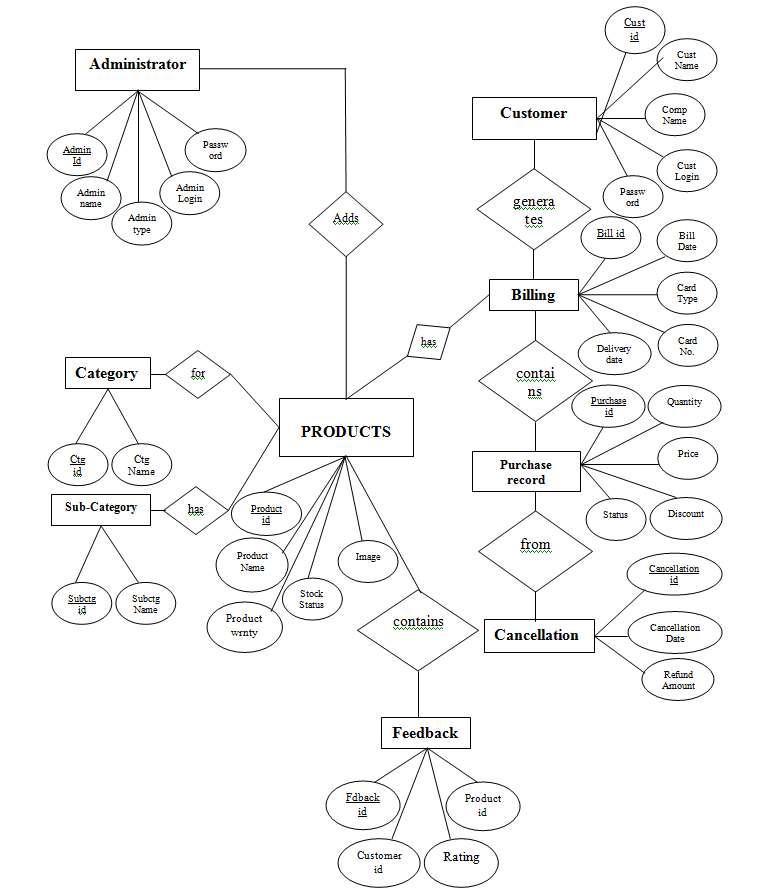 Cust
id
Cust
Name
Administrator
Customer
Comp
Name
Admin
Id
Passw
ord
Cust
Login
Admin
name
Admin
Login
Passw
ord
Admin
type
Adds
genera
tes
Bill id
Bill
Date
Billing
Card
Type
has
Delivery
date
Card
No.
Category
for
contai
ns
Purchase
id
Quantity
PRODUCTS
Ctg
id
Ctg
Name
Purchase
record
Price
Sub-Category
has
Product
id
Status
Discount
Product
Name
Image
from
Cancellation
id
Subctg
id
Subctg
Name
Stock
Status
Product
wrnty
contains
Cancellation
Cancellation
Date
Refund
Amount
Feedback
Fdback
id
Product
id
Customer
id
Rating